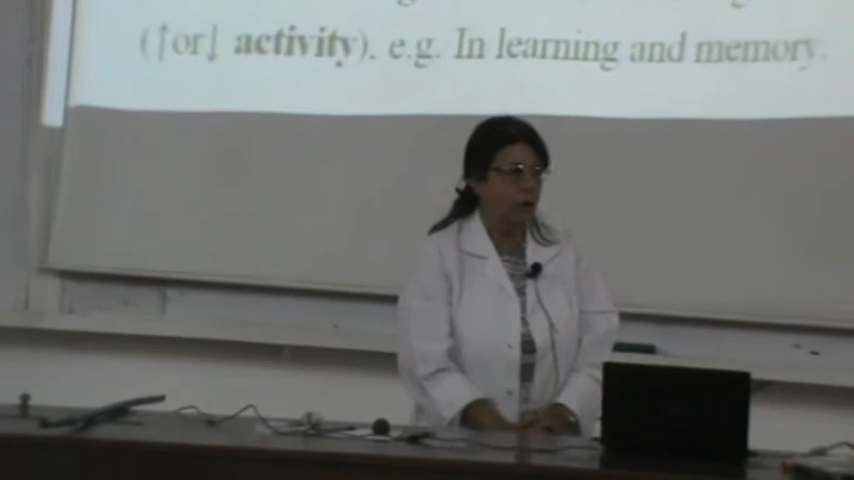 (↑or↓ activity). e.g. In learning and memory.